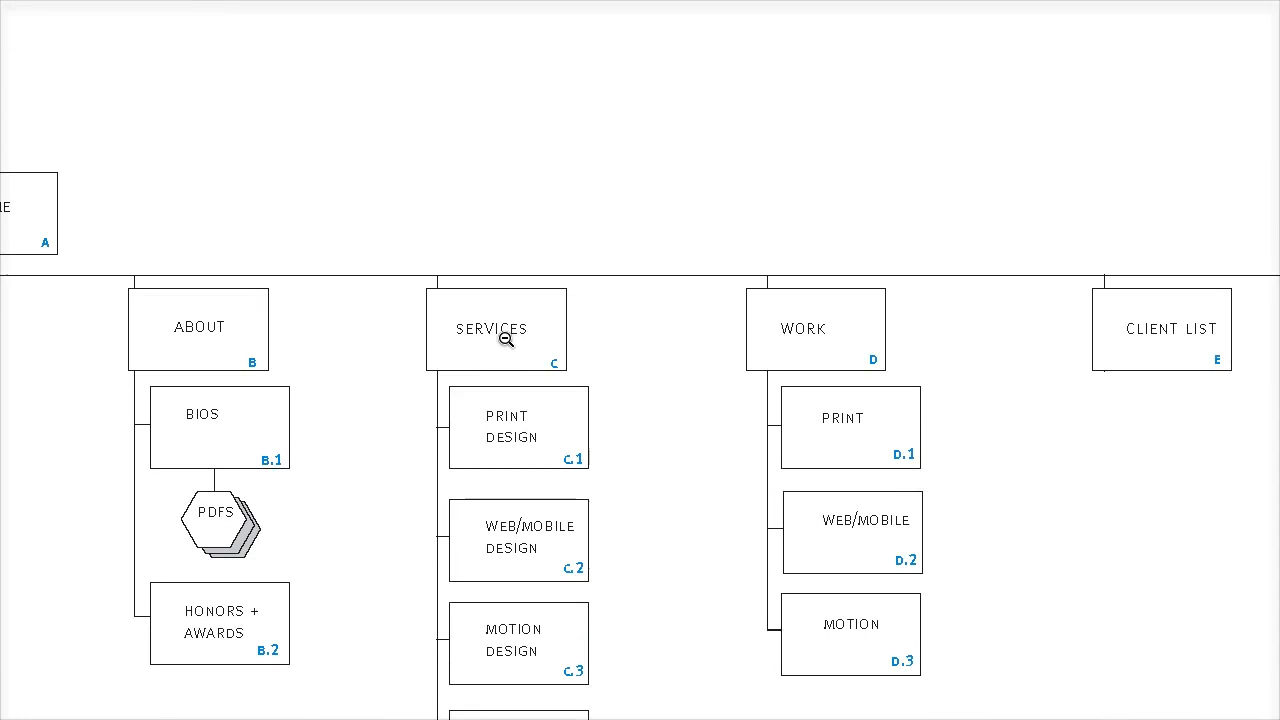 A
ABOUT
B
SERVICES
C
WORK
D
CLIENT LIST
E
BIOS
B.1
PDFS
HONORS +
AWARDS
B.2
PRINT
DESIGN
C.1
WEB/MOBILE
DESIGN
C.2
MOTION
DESIGN
C.3
PRINT
D.1
WEB/MOBILE
D.2
MOTION
D.3